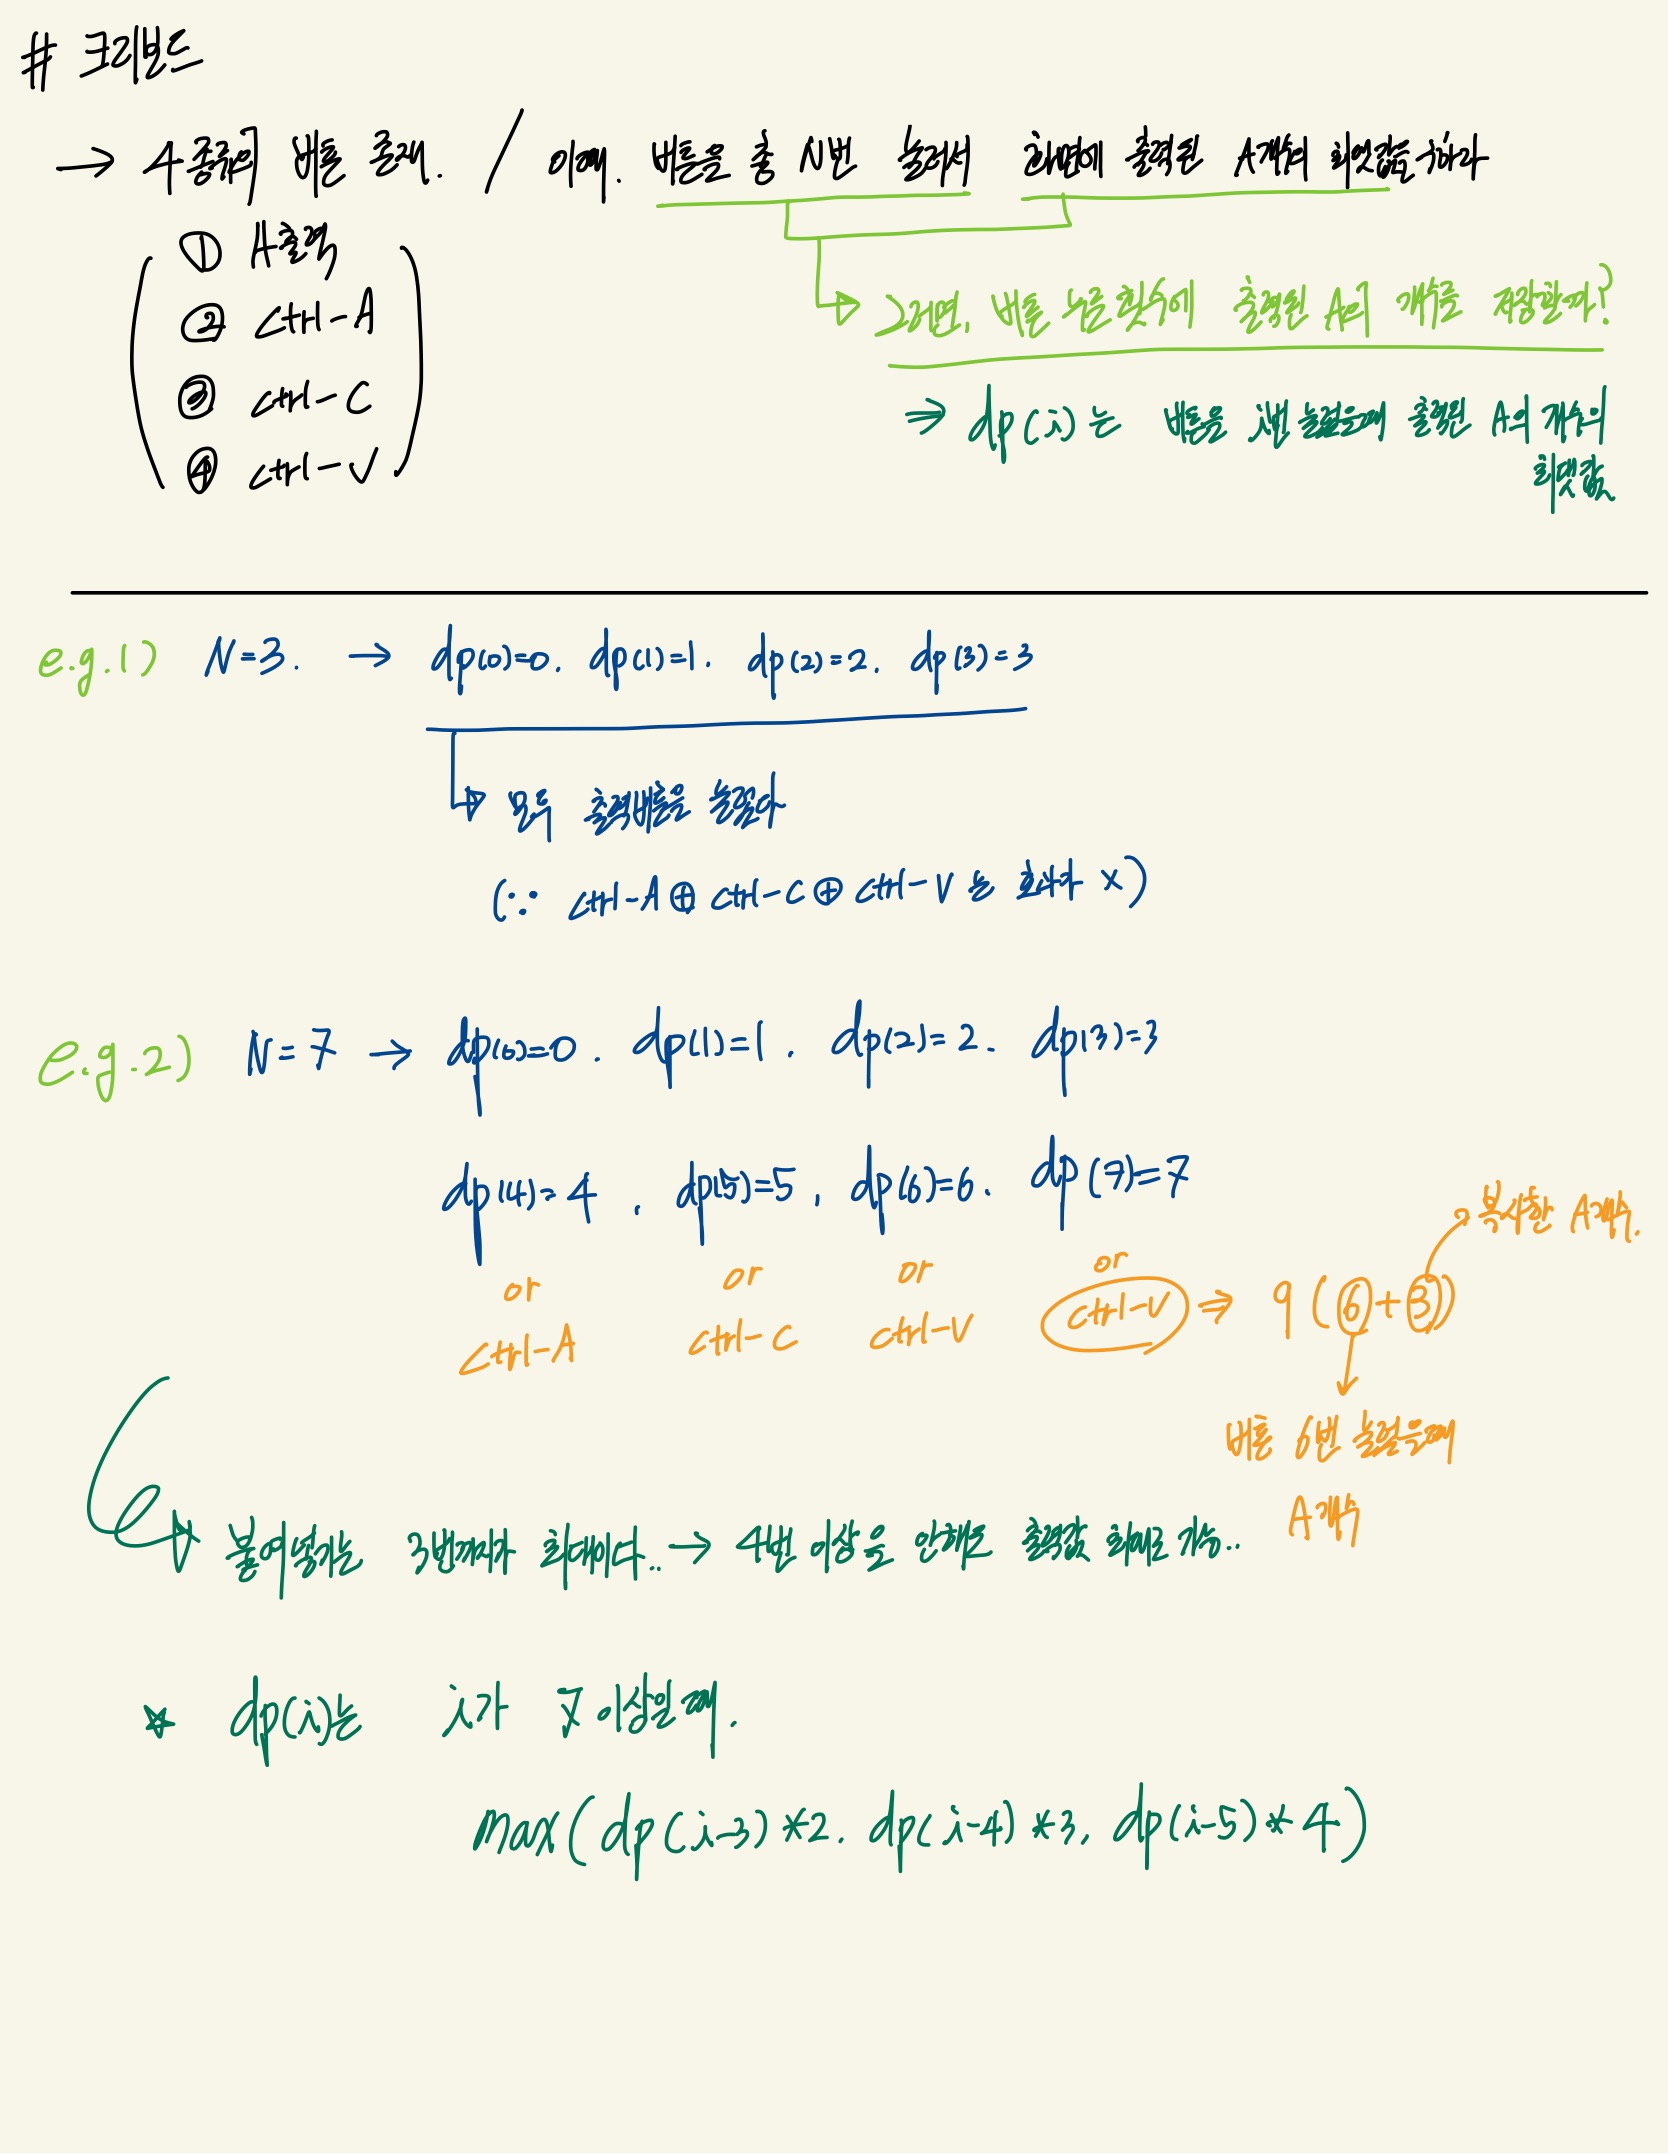 # 크리보드
→ 4종류의 버튼 존재. / 이때. 버튼을 총 N번 눌러서 화면에 출력된 A개수의 최댓값을 구하라
① A출력
② ctrl-A
③ ctrl-C
④ ctrl-V
그러면, 버튼 누른 횟수에 출력된 A의 개수를 저장할까?
⇒ dp(i)는 버튼을 i번 눌렀을때 출력된 A의 개수의
최댓값
e.g.1) N=3. → dp(0)=0. dp(1)=1. dp(2)=2. dp(3)=3
모두 출력버튼을 눌렀다
(∵ ctrl-A ⊕ ctrl-C ⊕ ctrl-V는 효과가 x)
e.g.2) N=7 → dp(0)=0. dp(1)=1. dp(2)=2. dp(3)=3
dp(4)=4, dp(5)=5, dp(6)=6. dp(7)=7
복사한 A개수.
or or or or
ctrl-A ctrl-C ctrl-V ctrl-V ⇒ 9(6+3)
버튼 6번 눌렀을때
A개수
붙여넣기는 3번까지가 최대이다.. → 4번 이상은 안해도 출력값 최대로 가능..
☆ dp(i)는 i가 7 이상일때.
max(dp(i-3)*2. dp(i-4)*3, dp(i-5)*4)